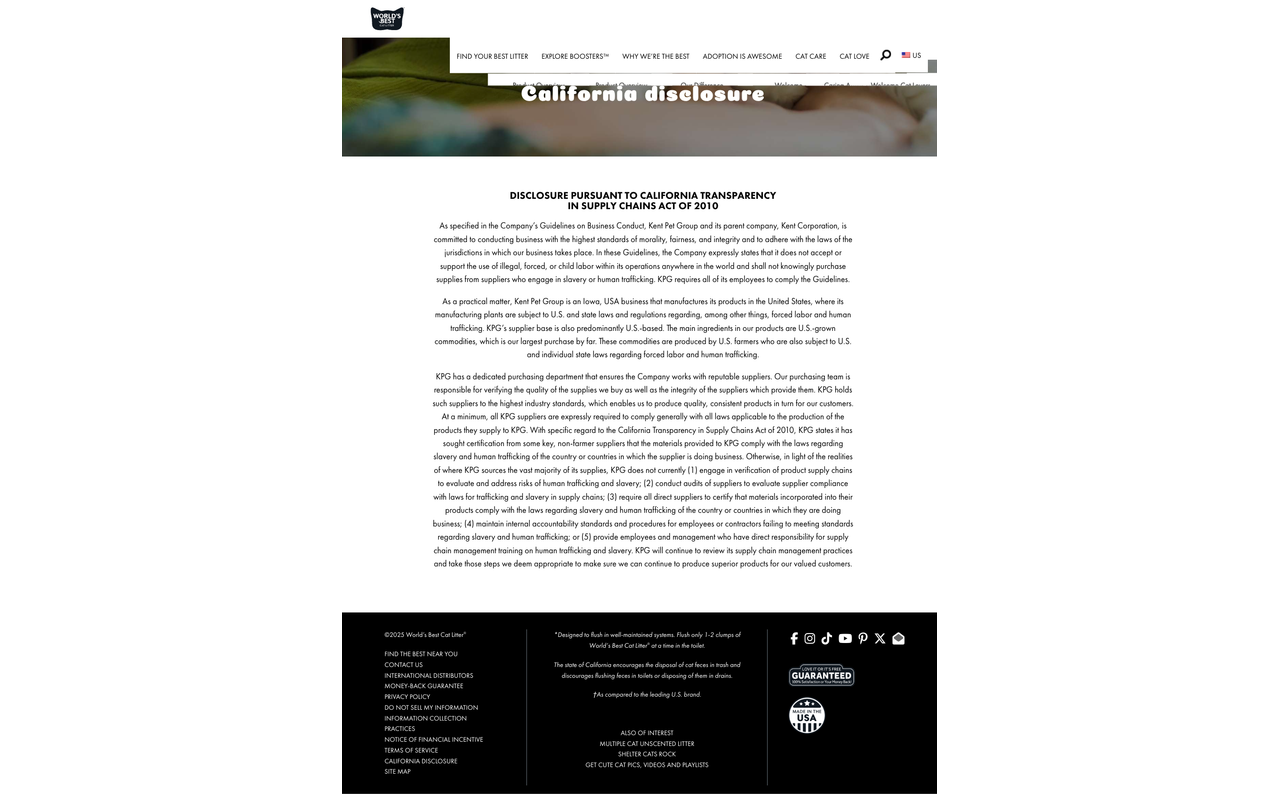 WORLD'S
BEST
FIND YOUR BEST LITTER EXPLORE BOOSTERS™ WHY WE'RE THE BEST ADOPTION IS AWESOME CAT CARE CAT LOVE US
California disclosure
DISCLOSURE PURSUANT TO CALIFORNIA TRANSPARENCY
IN SUPPLY CHAINS ACT OF 2010
As specified in the Company's Guidelines on Business Conduct, Kent Pet Group and its parent company, Kent Corporation, is
committed to conducting business with the highest standards of morality, fairness, and integrity and to adhere with the laws of the
jurisdictions in which our business takes place. In these Guidelines, the Company expressly states that it does not accept or
support the use of illegal, forced, or child labor within its operations anywhere in the world and shall not knowingly purchase
supplies from suppliers who engage in slavery or human trafficking. KPG requires all of its employees to comply the Guidelines.
As a practical matter, Kent Pet Group is an Iowa, USA business that manufactures its products in the United States, where its
manufacturing plants are subject to U.S. and state laws and regulations regarding, among other things, forced labor and human
trafficking. KPG's supplier base is also predominantly U.S.-based. The main ingredients in our products are U.S.-grown
commodities, which is our largest purchase by far. These commodities are produced by U.S. farmers who are also subject to U.S.
and individual state laws regarding forced labor and human trafficking.
KPG has a dedicated purchasing department that ensures the Company works with reputable suppliers. Our purchasing team is
responsible for verifying the quality of the supplies we buy as well as the integrity of the suppliers which provide them. KPG holds
such suppliers to the highest industry standards, which enables us to produce quality, consistent products in turn for our customers.
At a minimum, all KPG suppliers are expressly required to comply generally with all laws applicable to the production of the
products they supply to KPG. With specific regard to the California Transparency in Supply Chains Act of 2010, KPG states it has
sought certification from some key, non-farmer suppliers that the materials provided to KPG comply with the laws regarding
slavery and human trafficking of the country or countries in which the supplier is doing business. Otherwise, in light of the realities
of where KPG sources the vast majority of its supplies, KPG does not currently (1) engage in verification of product supply chains
to evaluate and address risks of human trafficking and slavery; (2) conduct audits of suppliers to evaluate supplier compliance
with laws for trafficking and slavery in supply chains; (3) require all direct suppliers to certify that materials incorporated into their
products comply with the laws regarding slavery and human trafficking of the country or countries in which they are doing
business; (4) maintain internal accountability standards and procedures for employees or contractors failing to meeting standards
regarding slavery and human trafficking; or (5) provide employees and management who have direct responsibility for supply
chain management training on human trafficking and slavery. KPG will continue to review its supply chain management practices
and take those steps we deem appropriate to make sure we can continue to produce superior products for our valued customers.
©2025 World's Best Cat Litter®
FIND THE BEST NEAR YOU
CONTACT US
INTERNATIONAL DISTRIBUTORS
MONEY-BACK GUARANTEE
PRIVACY POLICY
DO NOT SELL MY INFORMATION
INFORMATION COLLECTION
PRACTICES
NOTICE OF FINANCIAL INCENTIVE
TERMS OF SERVICE
CALIFORNIA DISCLOSURE
SITE MAP
*Designed to flush in well-maintained systems. Flush only 1-2 clumps of
World's Best Cat Litter® at a time in the toilet.
The state of California encourages the disposal of cat feces in trash and
discourages flushing feces in toilets or disposing of them in drains.
†As compared to the leading U.S. brand.
ALSO OF INTEREST
MULTIPLE CAT UNSCENTED LITTER
SHELTER CATS ROCK
GET CUTE CAT PICS, VIDEOS AND PLAYLISTS
LOVE IT OR IT'S FREE
GUARANTEED
100% Satisfaction or Your Money Back!
MADE IN THE
USA